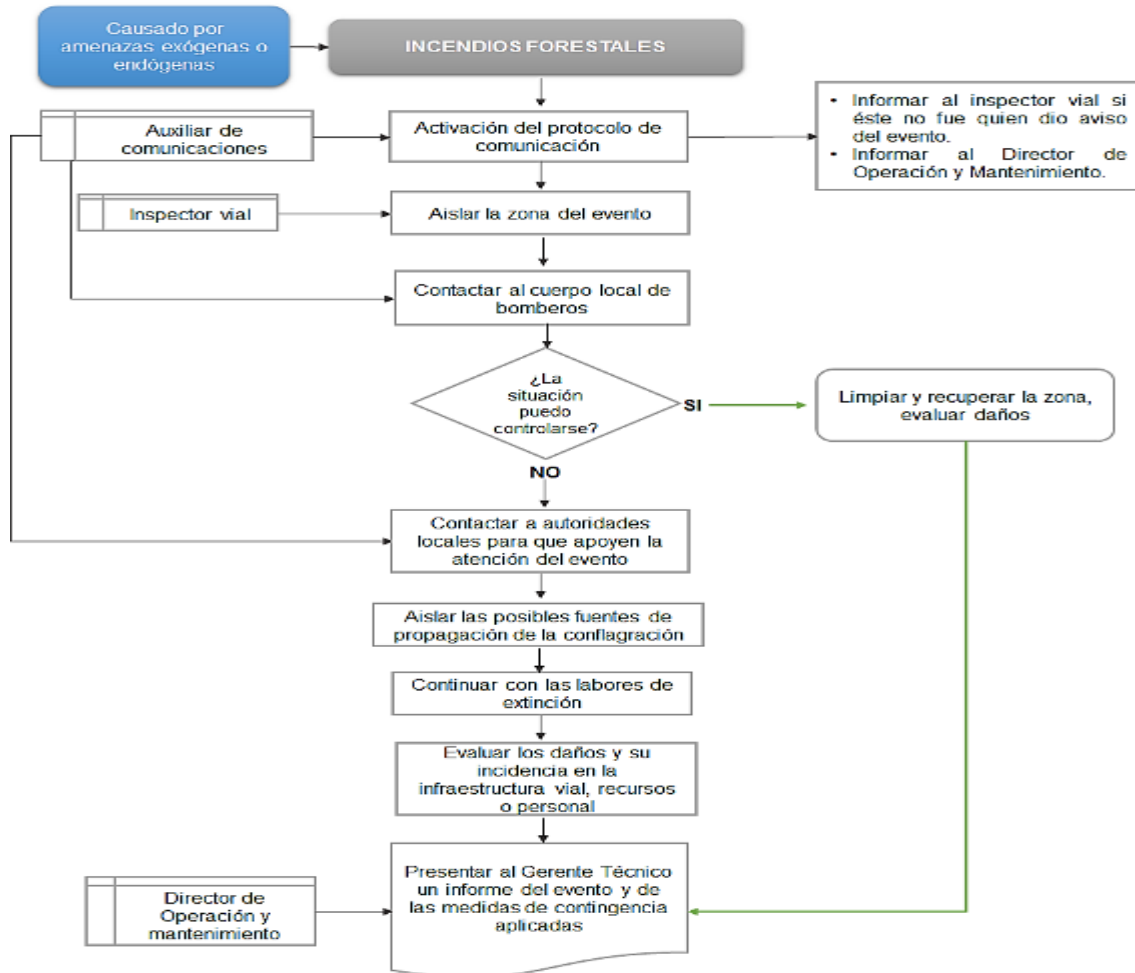 Causado por
amenazas exógenas o
endógenas
INCENDIOS FORESTALES
Auxiliar de
comunicaciones
Activación del protocolo de
comunicación
• Informar al inspector vial si
éste no fue quien dio aviso
del evento.
• Informar al Director de
Operación y Mantenimiento.
Inspector vial
Aislar la zona del evento
Contactar al cuerpo local de
bomberos
¿La
situación
puedo
controlarse?
SI
Limpiar y recuperar la zona,
evaluar daños
NO
Contactar a autoridades
locales para que apoyen la
atención del evento
Aislar las posibles fuentes de
propagación de la conflagración
Continuar con las labores de
extinción
Evaluar los daños y su
incidencia en la
infraestructura vial, recursos
o personal
Director de
Operación y
mantenimiento
Presentar al Gerente Técnico
un informe del evento y de
las medidas de contingencia
aplicadas